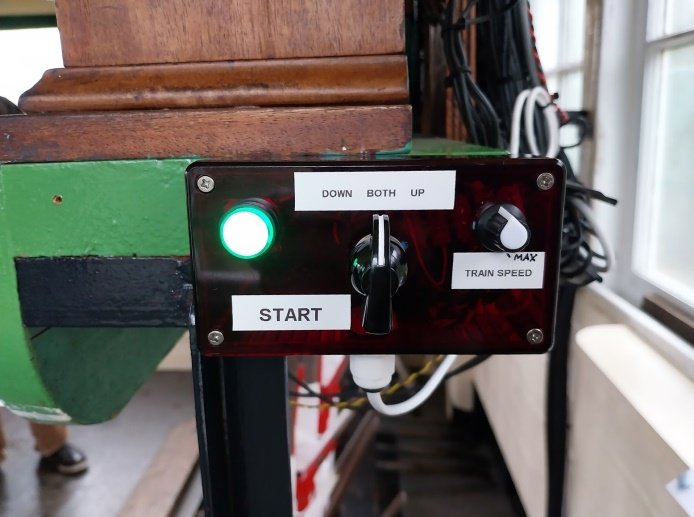 DOWN BOTH UP
MAX
TRAIN SPEED
START